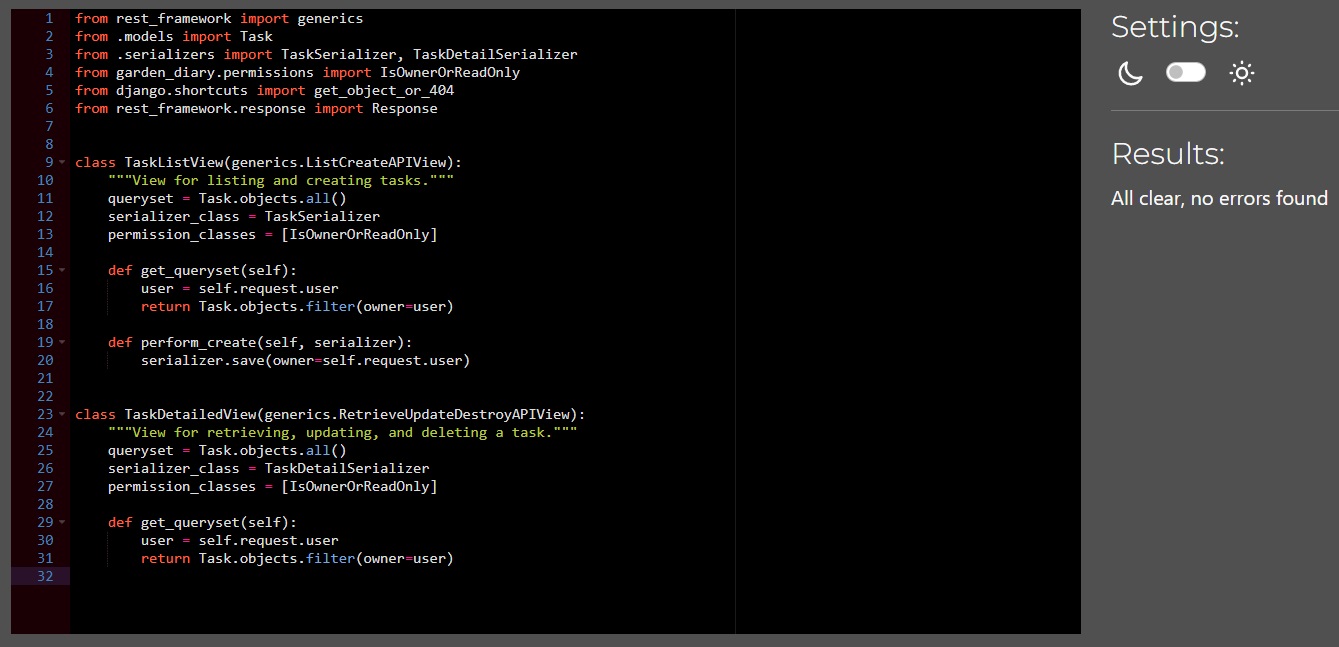 1 from rest_framework import generics
2 from .models import Task
3 from .serializers import TaskSerializer, TaskDetailSerializer
4 from garden_diary.permissions import IsOwnerOrReadOnly
5 from django.shortcuts import get_object_or_404
6 from rest_framework.response import Response
7
8
9 class TaskListView(generics.ListCreateAPIView):
10     """View for listing and creating tasks."""
11     queryset = Task.objects.all()
12     serializer_class = TaskSerializer
13     permission_classes = [IsOwnerOrReadOnly]
14
15     def get_queryset(self):
16         user = self.request.user
17         return Task.objects.filter(owner=user)
18
19     def perform_create(self, serializer):
20         serializer.save(owner=self.request.user)
21
22
23 class TaskDetailedView(generics.RetrieveUpdateDestroyAPIView):
24     """View for retrieving, updating, and deleting a task."""
25     queryset = Task.objects.all()
26     serializer_class = TaskDetailSerializer
27     permission_classes = [IsOwnerOrReadOnly]
28
29     def get_queryset(self):
30         user = self.request.user
31         return Task.objects.filter(owner=user)
32
Settings:
Results:
All clear, no errors found